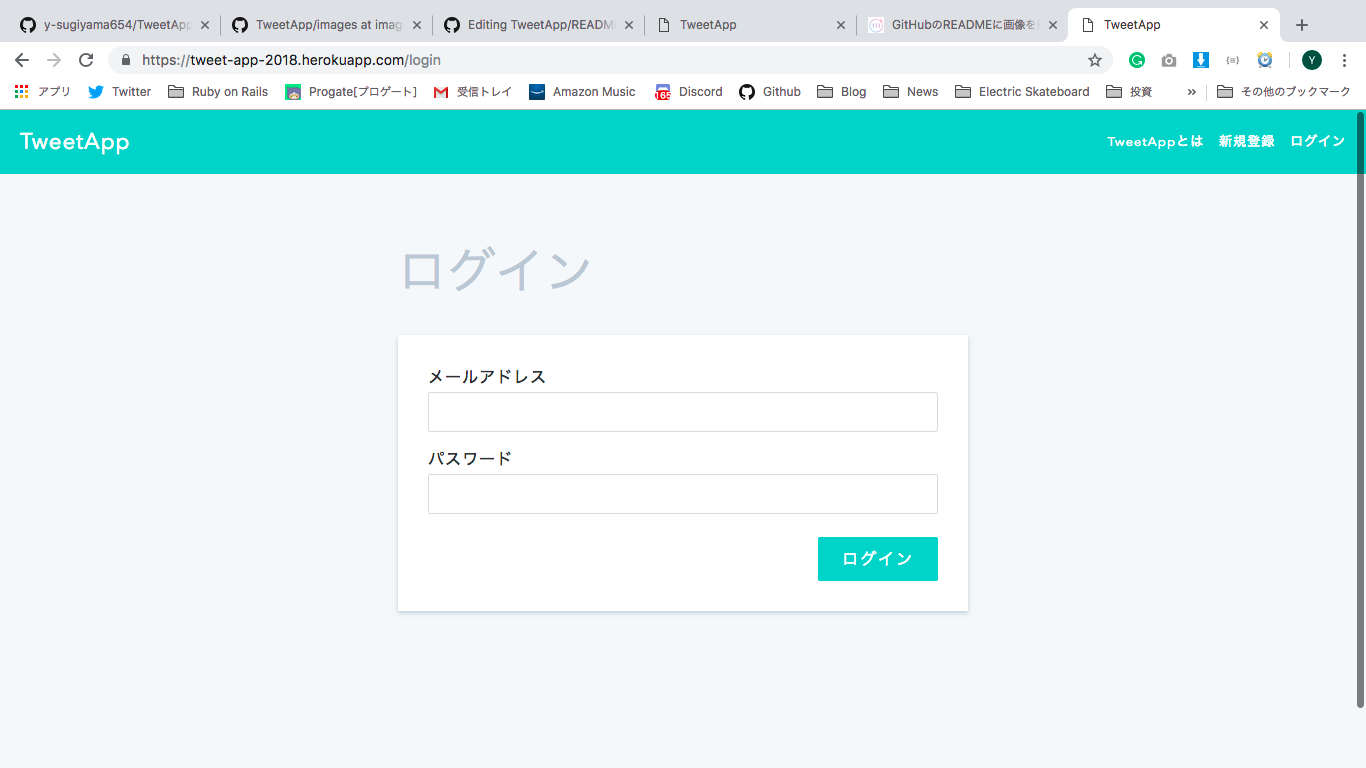 y-sugiyama654/TweetApp TweetApp/images at imag Editing TweetApp/READM TweetApp GitHubのREADMEに画像を TweetApp
https://tweet-app-2018.herokuapp.com/login Y
アプリ Twitter Ruby on Rails Progate[プロゲート] 受信トレイ Amazon Music 165 Discord Github Blog News Electric Skateboard 投資 » その他のブックマーク
TweetApp TweetAppとは 新規登録 ログイン
ログイン
メールアドレス
パスワード
ログイン